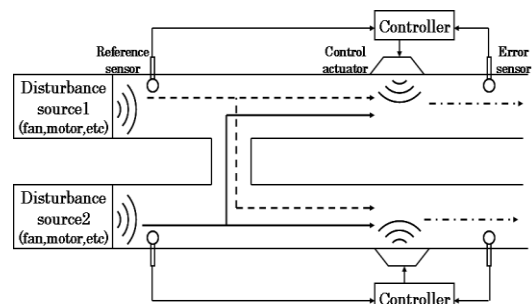 Controller
Reference
sensor
Control
actuator
Error
sensor
Disturbance
source1
(fan,motor,etc)
Disturbance
source2
(fan,motor,etc)
Controller